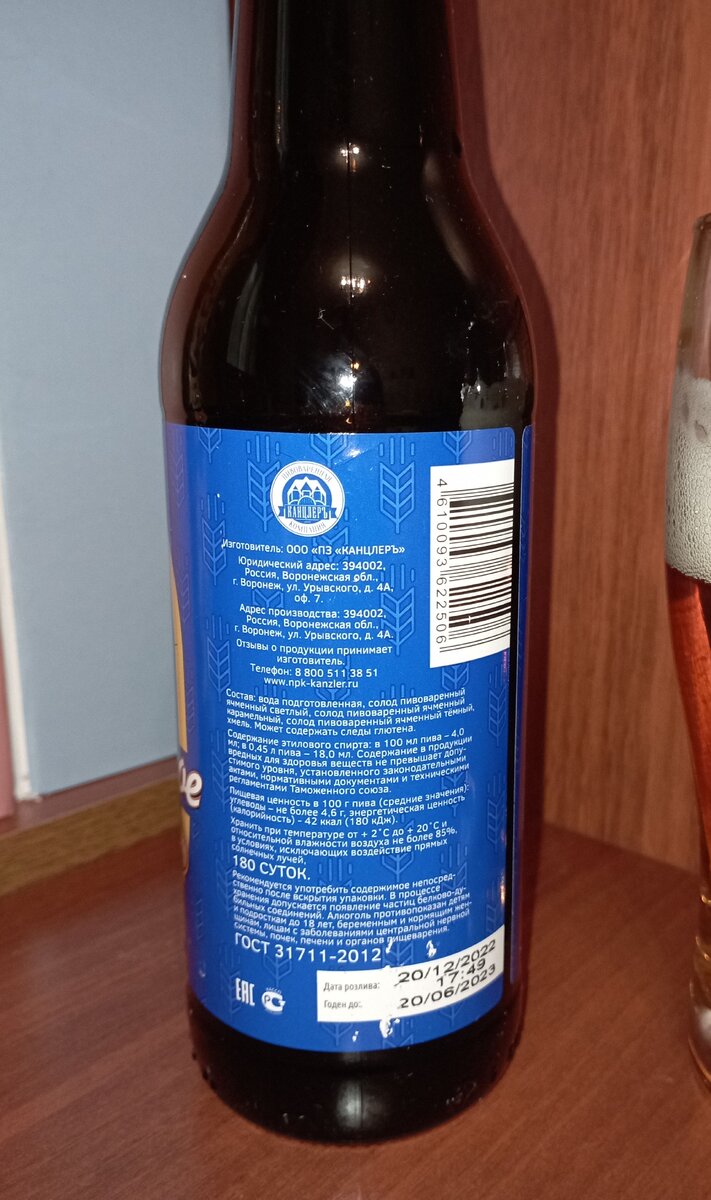 ПИВОВАРЕННАЯ
КАНЦЛЕРЪ
КОМПАНИЯ
Изготовитель: ООО «ПЗ «КАНЦЛЕРЪ»
Юридический адрес: 394002,
Россия, Воронежская обл.,
г. Воронеж, ул. Урывского, д. 4А,
оф. 7.
Адрес производства: 394002,
Россия, Воронежская обл.,
г. Воронеж, ул. Урывского, д. 4А.
Отзывы о продукции принимает
изготовитель.
Телефон: 8 800 511 38 51
www.npk-kanzler.ru
4 610093 622506
Состав: вода подготовленная, солод пивоваренный
ячменный светлый, солод пивоваренный ячменный
карамельный, солод пивоваренный ячменный тёмный,
хмель. Может содержать следы глютена.
Содержание этилового спирта: в 100 мл пива – 4,0
мл; в 0,45 л пива – 18,0 мл. Содержание в продукции
вредных для здоровья веществ не превышает допу-
стимого уровня, установленного законодательными
актами, нормативными документами и техническими
регламентами Таможенного союза.
Пищевая ценность в 100 г пива (средние значения):
углеводы – не более 4,6 г, энергетическая ценность
(калорийность) - 42 ккал (180 кДж).
Хранить при температуре от + 2˚С до + 20˚С и
относительной влажности воздуха не более 85%,
в условиях, исключающих воздействие прямых
солнечных лучей,
180 СУТОК.
Рекомендуется употребить содержимое непосред-
ственно после вскрытия упаковки. В процессе
хранения допускается появление частиц белково-ду-
бильных соединений. Алкоголь противопоказан детям
и подросткам до 18 лет, беременным и кормящим жен-
щинам, лицам с заболеваниями центральной нервной
системы, почек, печени и органов пищеварения.
ГОСТ 31711-2012
ЕАС
Дата розлива: 20/12/2022
17:49
Годен до: 20/06/2023